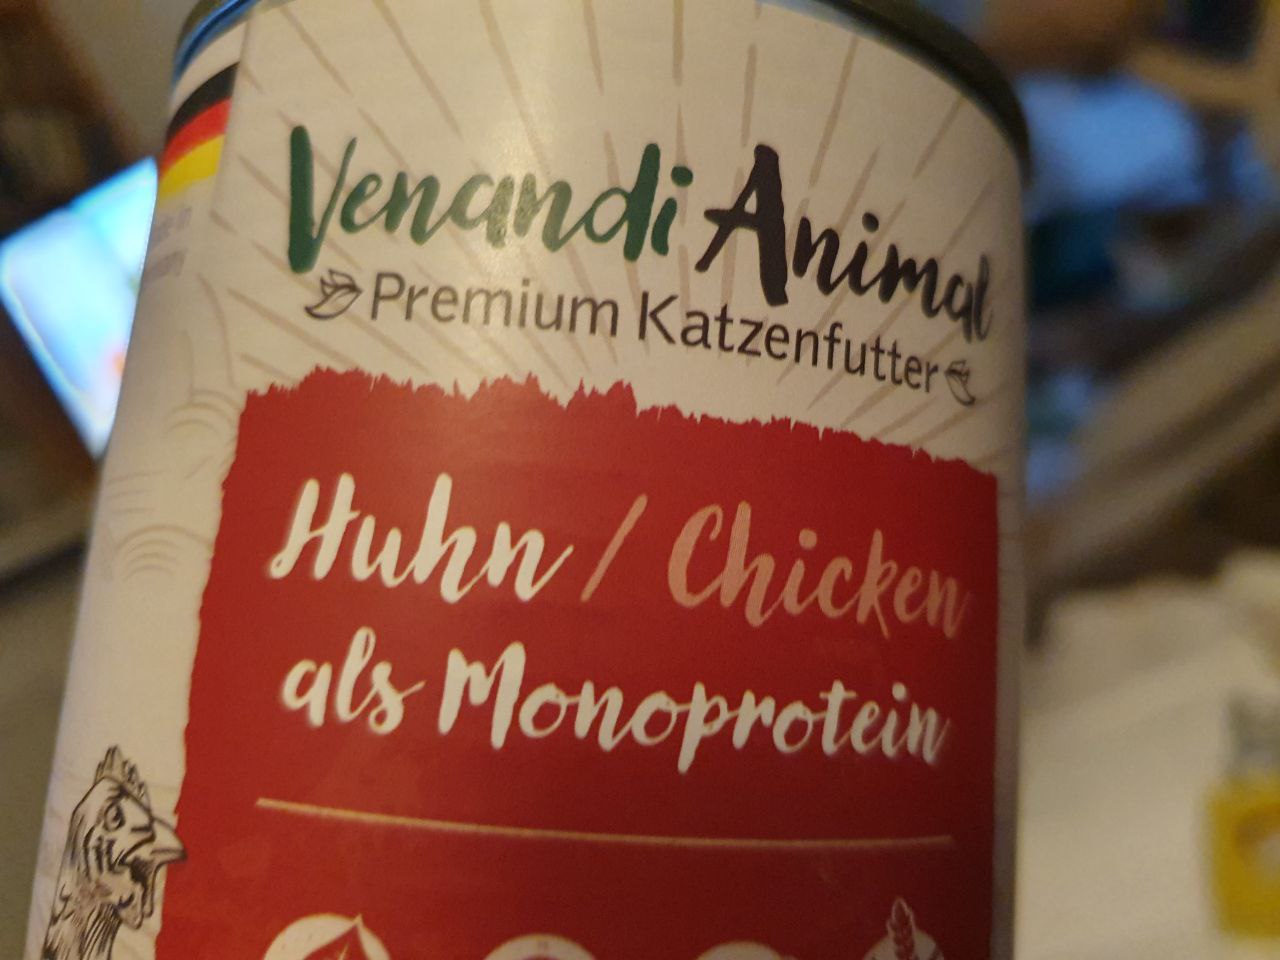 Venandi Animal
Premium Katzenfutter
Huhn / Chicken
als Monoprotein